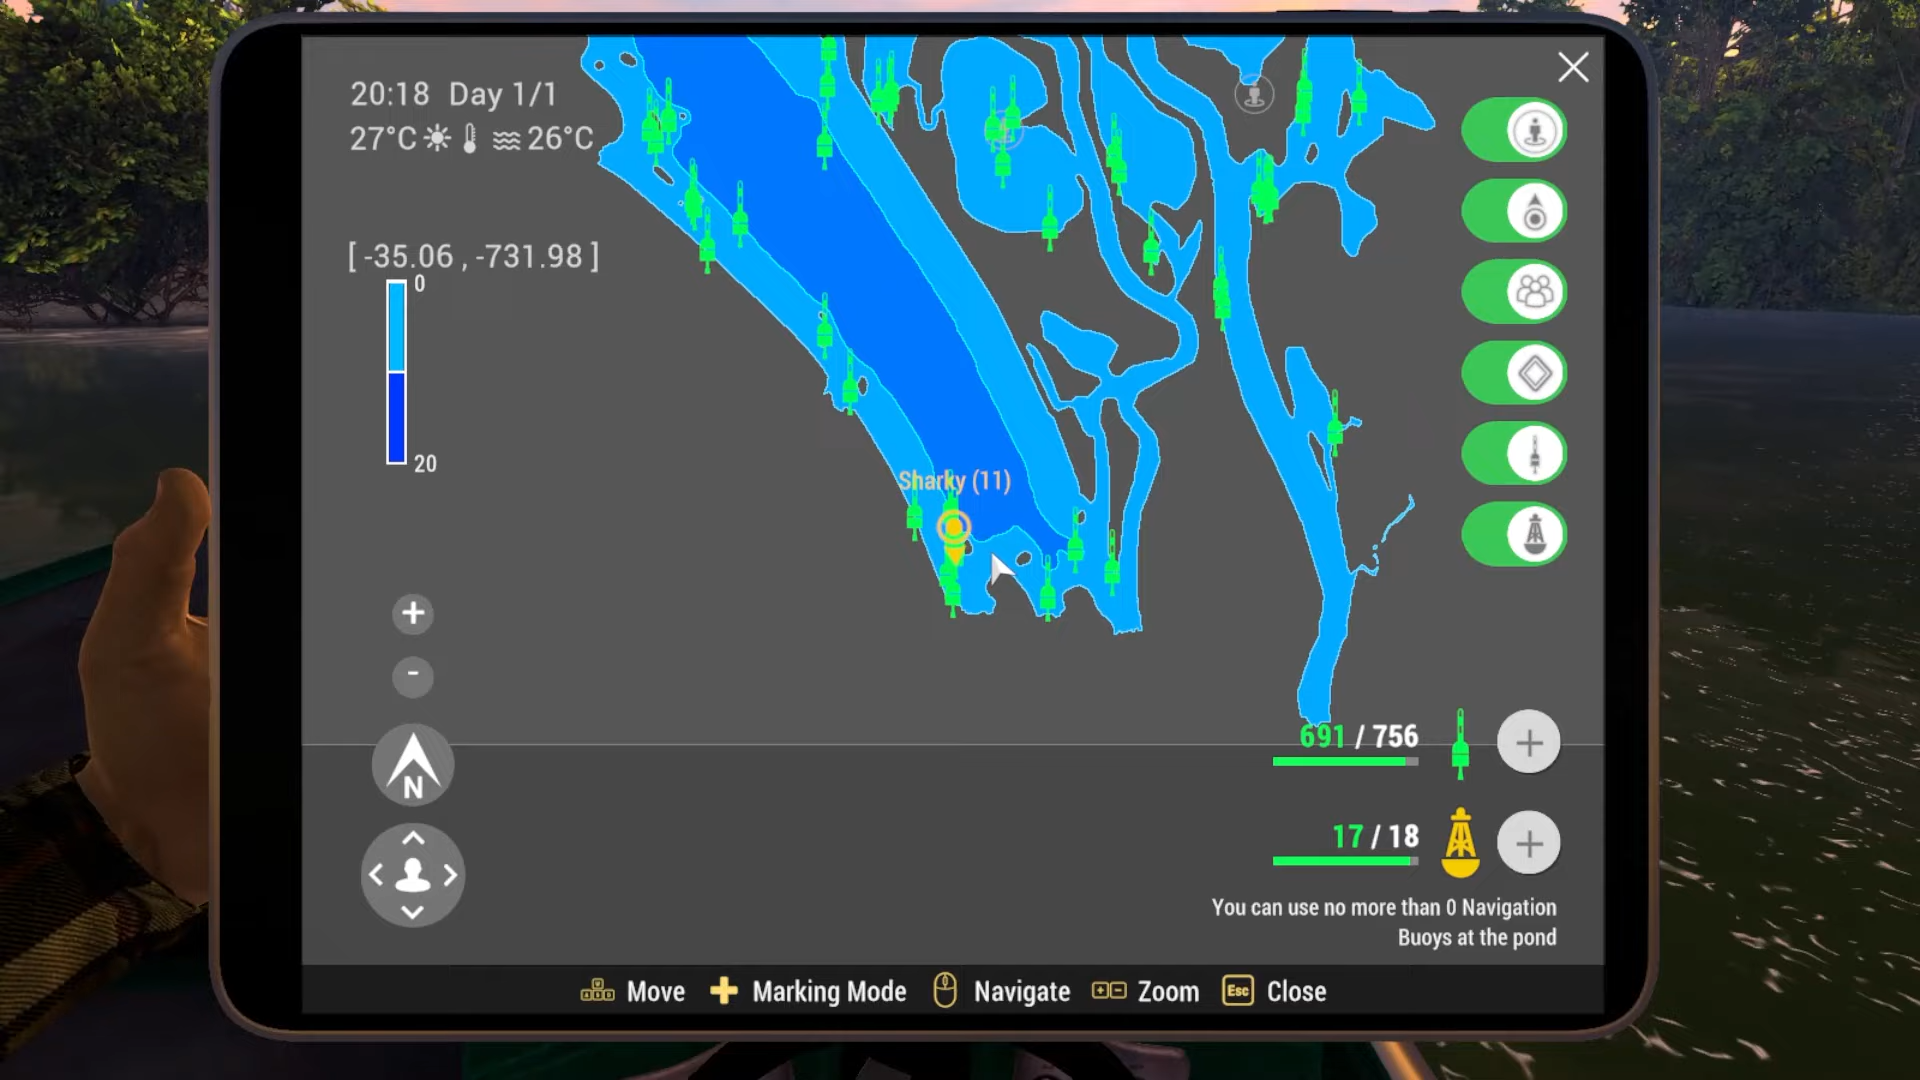 20:18 Day 1/1
27°C 26°C
[ -35.06 , -731.98 ]
0
20
Sharky (11)
+
-
N
691 / 756
17 / 18
You can use no more than 0 Navigation
Buoys at the pond
Move Marking Mode Navigate Zoom Esc Close